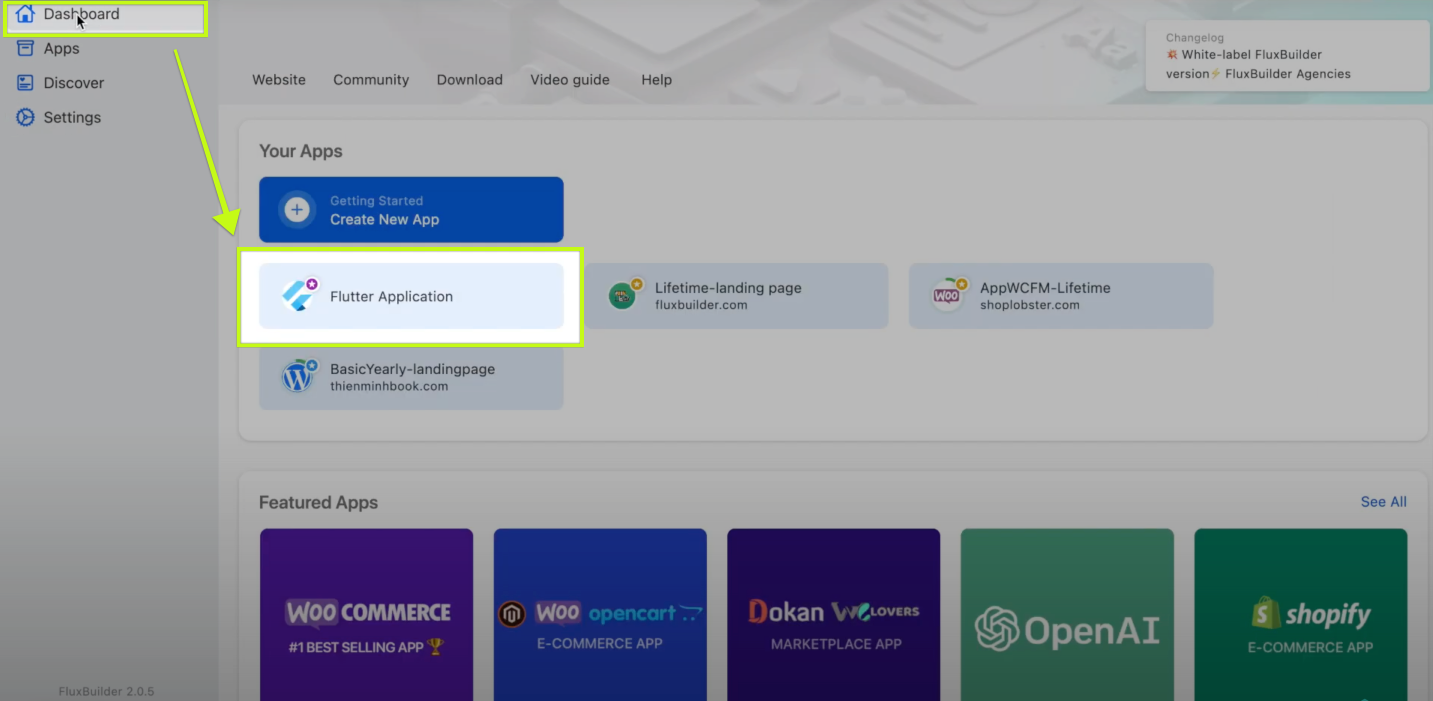 Dashboard
Apps
Discover
Settings
Website Community Download Video guide Help
Changelog
💥 White-label FluxBuilder
version⚡ FluxBuilder Agencies
Your Apps
Getting Started
Create New App
Flutter Application
Lifetime-landing page
fluxbuilder.com
AppWCFM-Lifetime
shoplobster.com
BasicYearly-landingpage
thienminhbook.com
Featured Apps
See All
WOO COMMERCE
#1 BEST SELLING APP 🏆
WOO opencart
E-COMMERCE APP
Dokan WC LOVERS
MARKETPLACE APP
OpenAI
shopify
E-COMMERCE APP
FluxBuilder 2.0.5